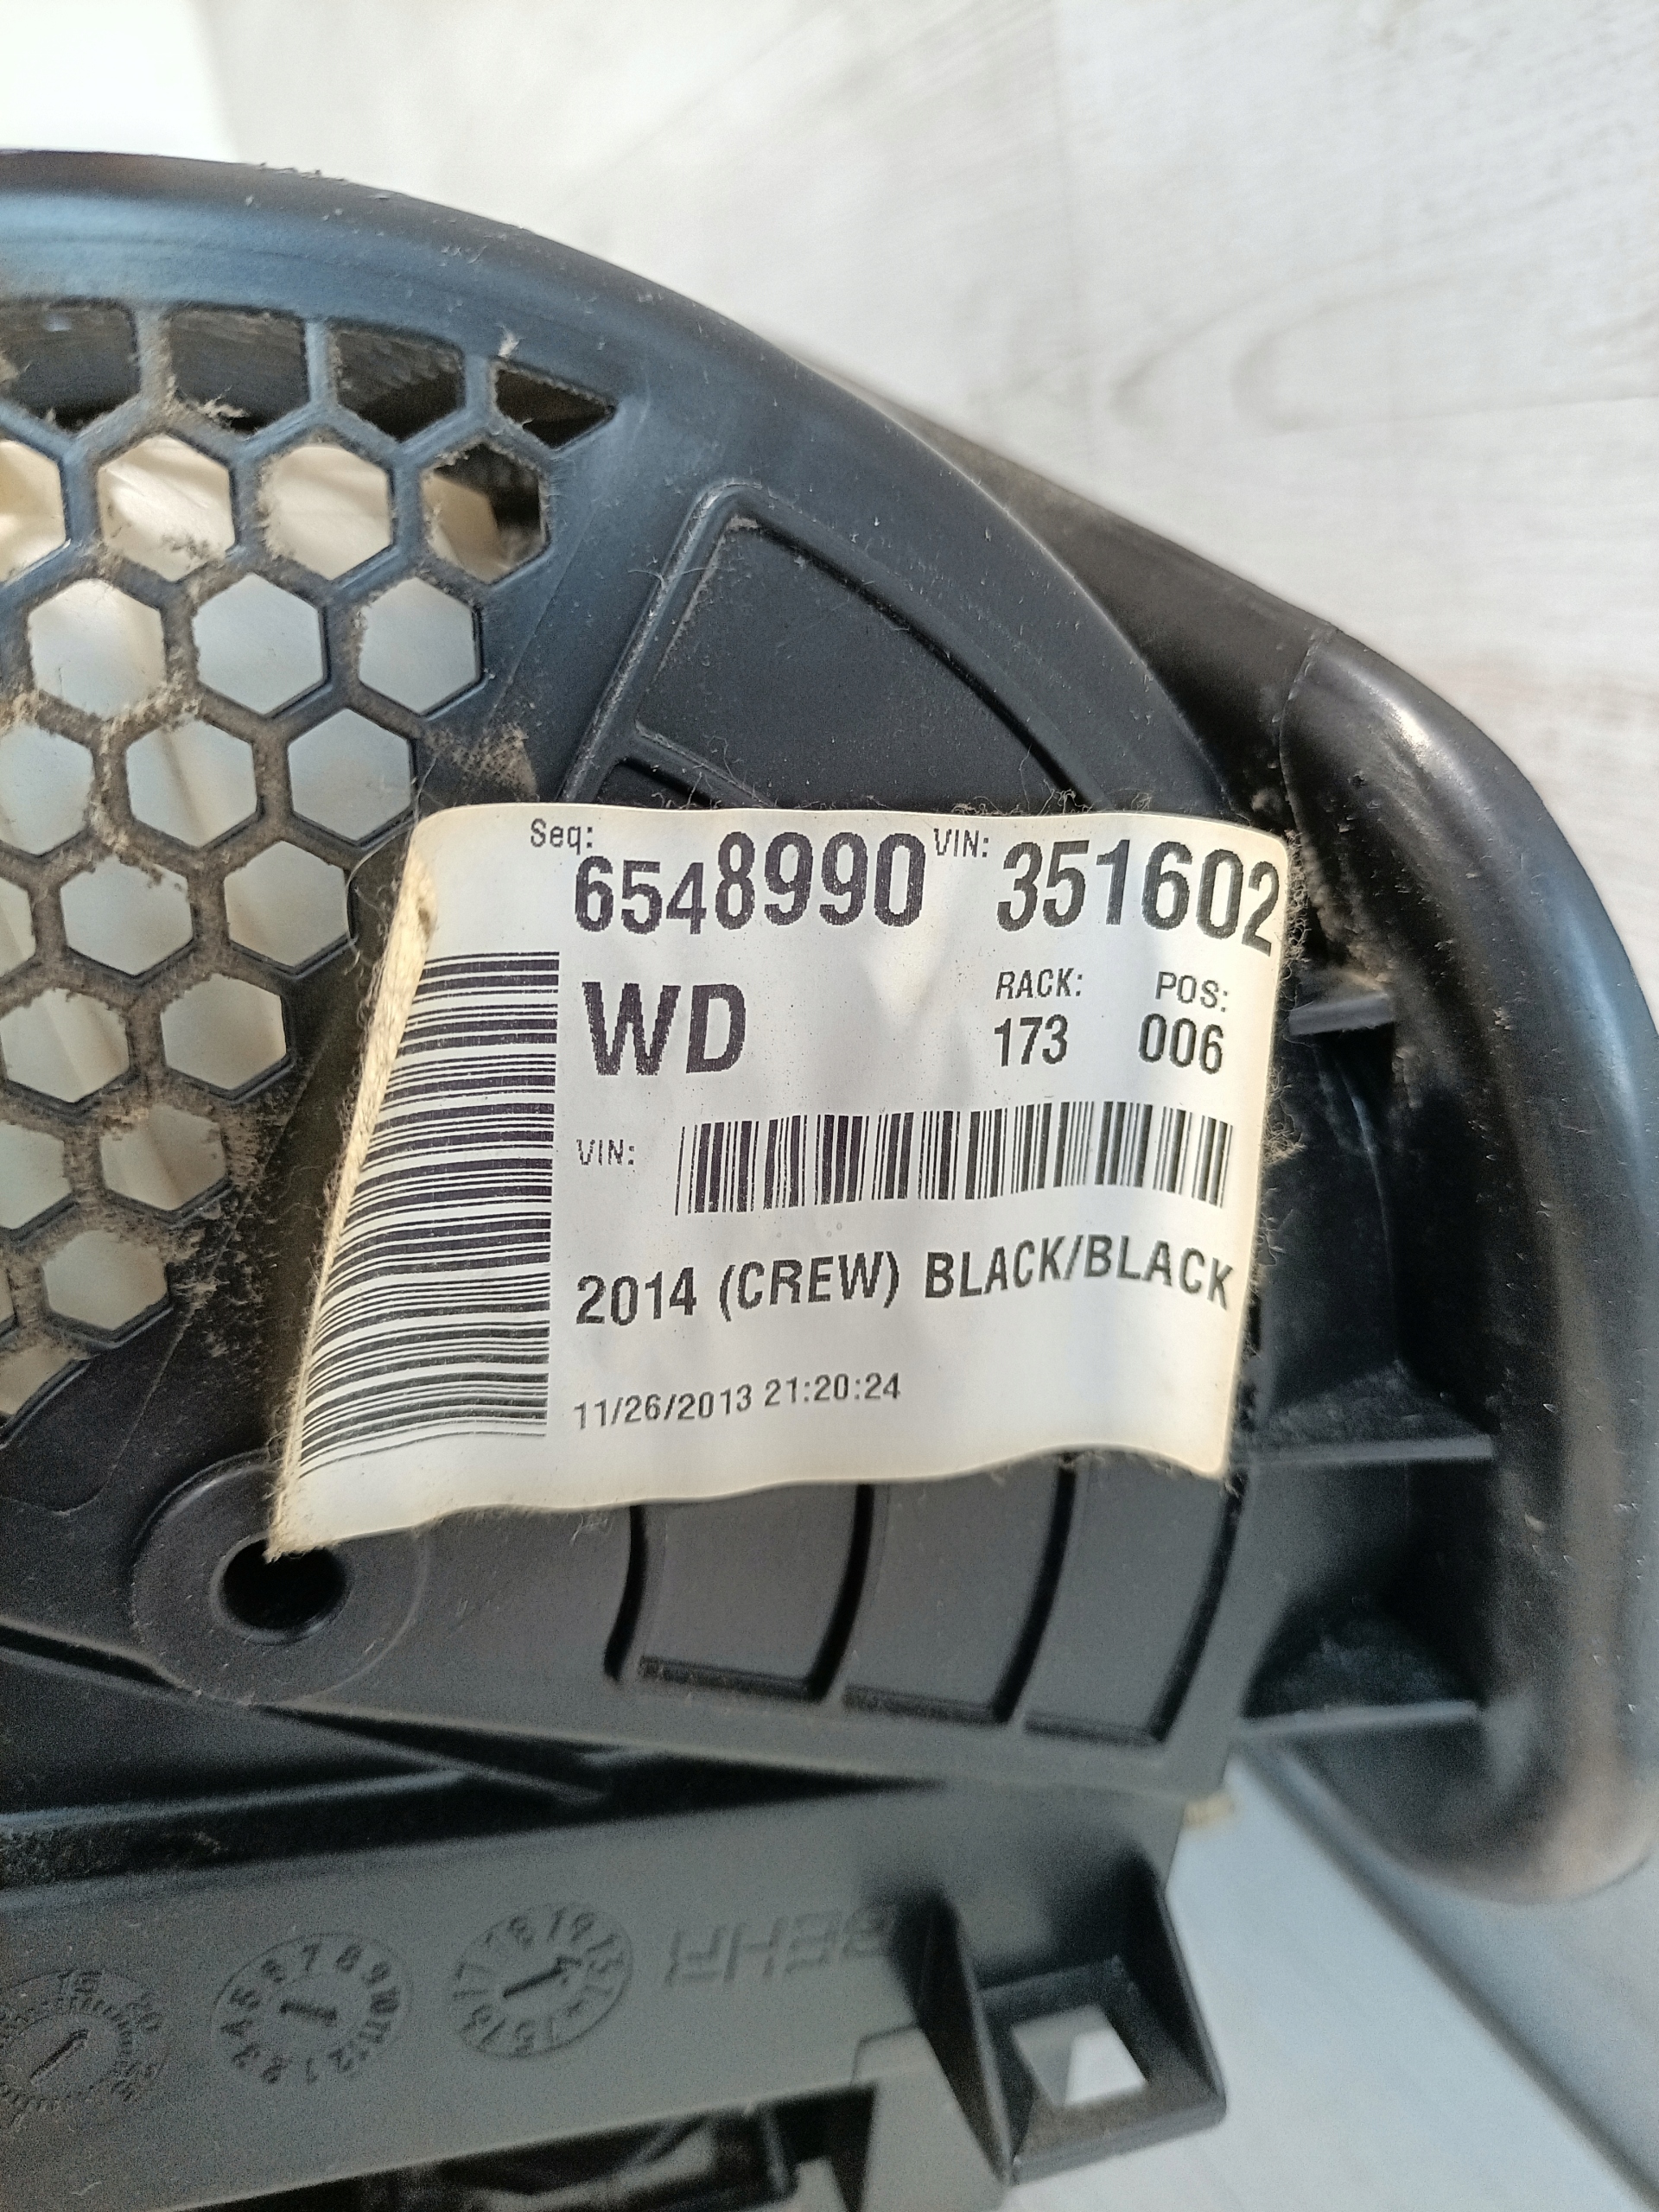 Seq: 6548990 VIN: 351602
WD RACK: 173 POS: 006
VIN:
2014 (CREW) BLACK/BLACK
11/26/2013 21:20:24